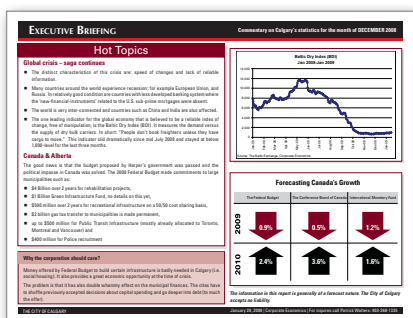 EXECUTIVE BRIEFING
Commentary on Calgary's statistics for the month of DECEMBER 2008
Hot Topics
Global crisis – saga continues
The distinct characteristics of this crisis are: speed of changes and lack of reliable
information.
Many countries around the world experience recession; for example European Union, and
Russia. In relatively good condition are countries with less developed banking system where
the 'new-financial-instruments' related to the U.S. sub-prime mortgages were absent.
The world is very inter-connected and countries such as China and India are also affected.
The one leading indicator for the global economy that is believed to be a reliable index of
change, free of manipulation, is the Baltic Dry Index (BDI). It measures the demand versus
the supply of dry bulk carriers. In short: "People don't book freighters unless they have
cargo to move." This indicator slid dramatically since mid July 2008 and stayed at below
1,000-level for the last three months.
Canada & Alberta
The good news is that the budget proposed by Harper's government was passed and the
political impasse in Canada was solved. The 2009 Federal Budget made commitments to large
municipalities such as:
$4 Billion over 2 years for rehabilitation projects,
$1 Billion Green Infrastructure Fund, no details on this yet,
$500 million over 2 years for recreational infrastructure on a 50/50 cost sharing basis,
$2 billion gas tax transfer to municipalities is made permanent,
up to $500 million for Public Transit Infrastructure (mostly already allocated to Toronto,
Montreal and Vancouver) and
$400 million for Police recruitment
Why the corporation should care?
Money offered by Federal Budget to build certain infrastructure is badly needed in Calgary (i.e.
social housing). It also provides a great economic opportunity at the time of crisis.
The problem is that it has also double whammy effect on the municipal finances. The cities have
to shuffle previously accepted decisions about capital spending and go deeper into debt (to match
the offer).
Baltic Dry Index (BDI)
Jan 2008-Jan 2009
14,000
12,000
10,000
8,000
6,000
4,000
2,000
0
Source: The Baltic Exchange, Corporate Economics
Forecasting Canada's Growth
The Federal Budget
The Conference Board of Canada
International Monetary Fund
2009
0.9%
0.5%
1.2%
2010
2.4%
3.6%
1.6%
The information in this report is generally of a forecast nature. The City of Calgary
accepts no liability.
THE CITY OF CALGARY
January 28, 2009 | Corporate Economics | For inquires call Patrick Walters: 403-268-1335